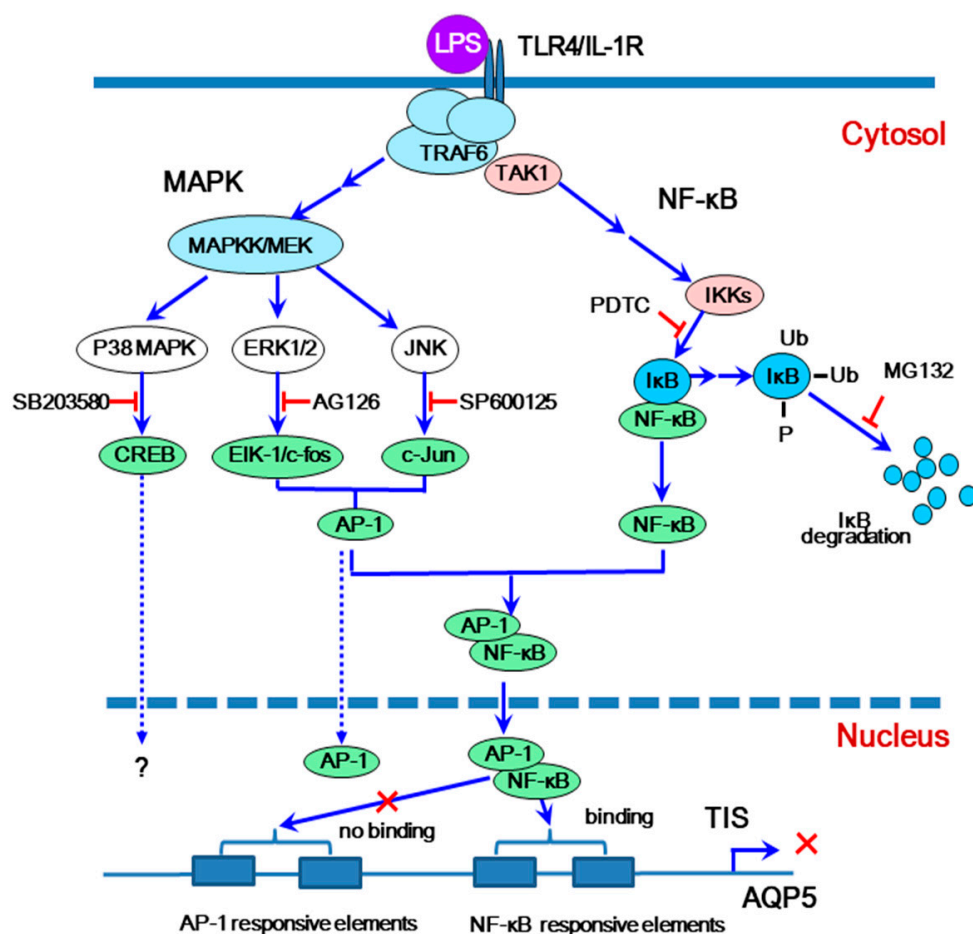 LPS
TLR4/IL-1R
Cytosol
TRAF6
TAK1
MAPK
NF-κB
MAPKK/MEK
IKKs
PDTC
P38 MAPK
ERK1/2
JNK
IκB
NF-κB
Ub
IκB
Ub
P
MG132
SB203580
AG126
SP600125
CREB
EIK-1/c-fos
c-Jun
AP-1
NF-κB
IκB
degradation
AP-1
NF-κB
Nucleus
?
AP-1
AP-1
NF-κB
no binding
binding
TIS
AQP5
AP-1 responsive elements
NF-κB responsive elements